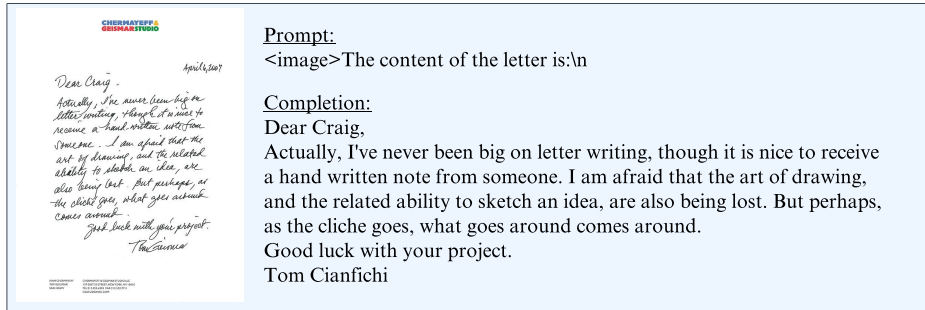 CHERMAYEFF &
GEISMAR STUDIO
April 6, 2007
Dear Craig.
Actually, I've never been big on
letter writing, though it is nice to
receive a hand written note from
someone. I am afraid that the
art of drawing, and the related
ability to sketch an idea, are
also being lost. But perhaps, as
the cliché goes, what goes around
comes around.
Good luck with your project.
Tom Geismar
Prompt:
<image>The content of the letter is:\n
Completion:
Dear Craig,
Actually, I've never been big on letter writing, though it is nice to receive
a hand written note from someone. I am afraid that the art of drawing,
and the related ability to sketch an idea, are also being lost. But perhaps,
as the cliche goes, what goes around comes around.
Good luck with your project.
Tom Cianfichi